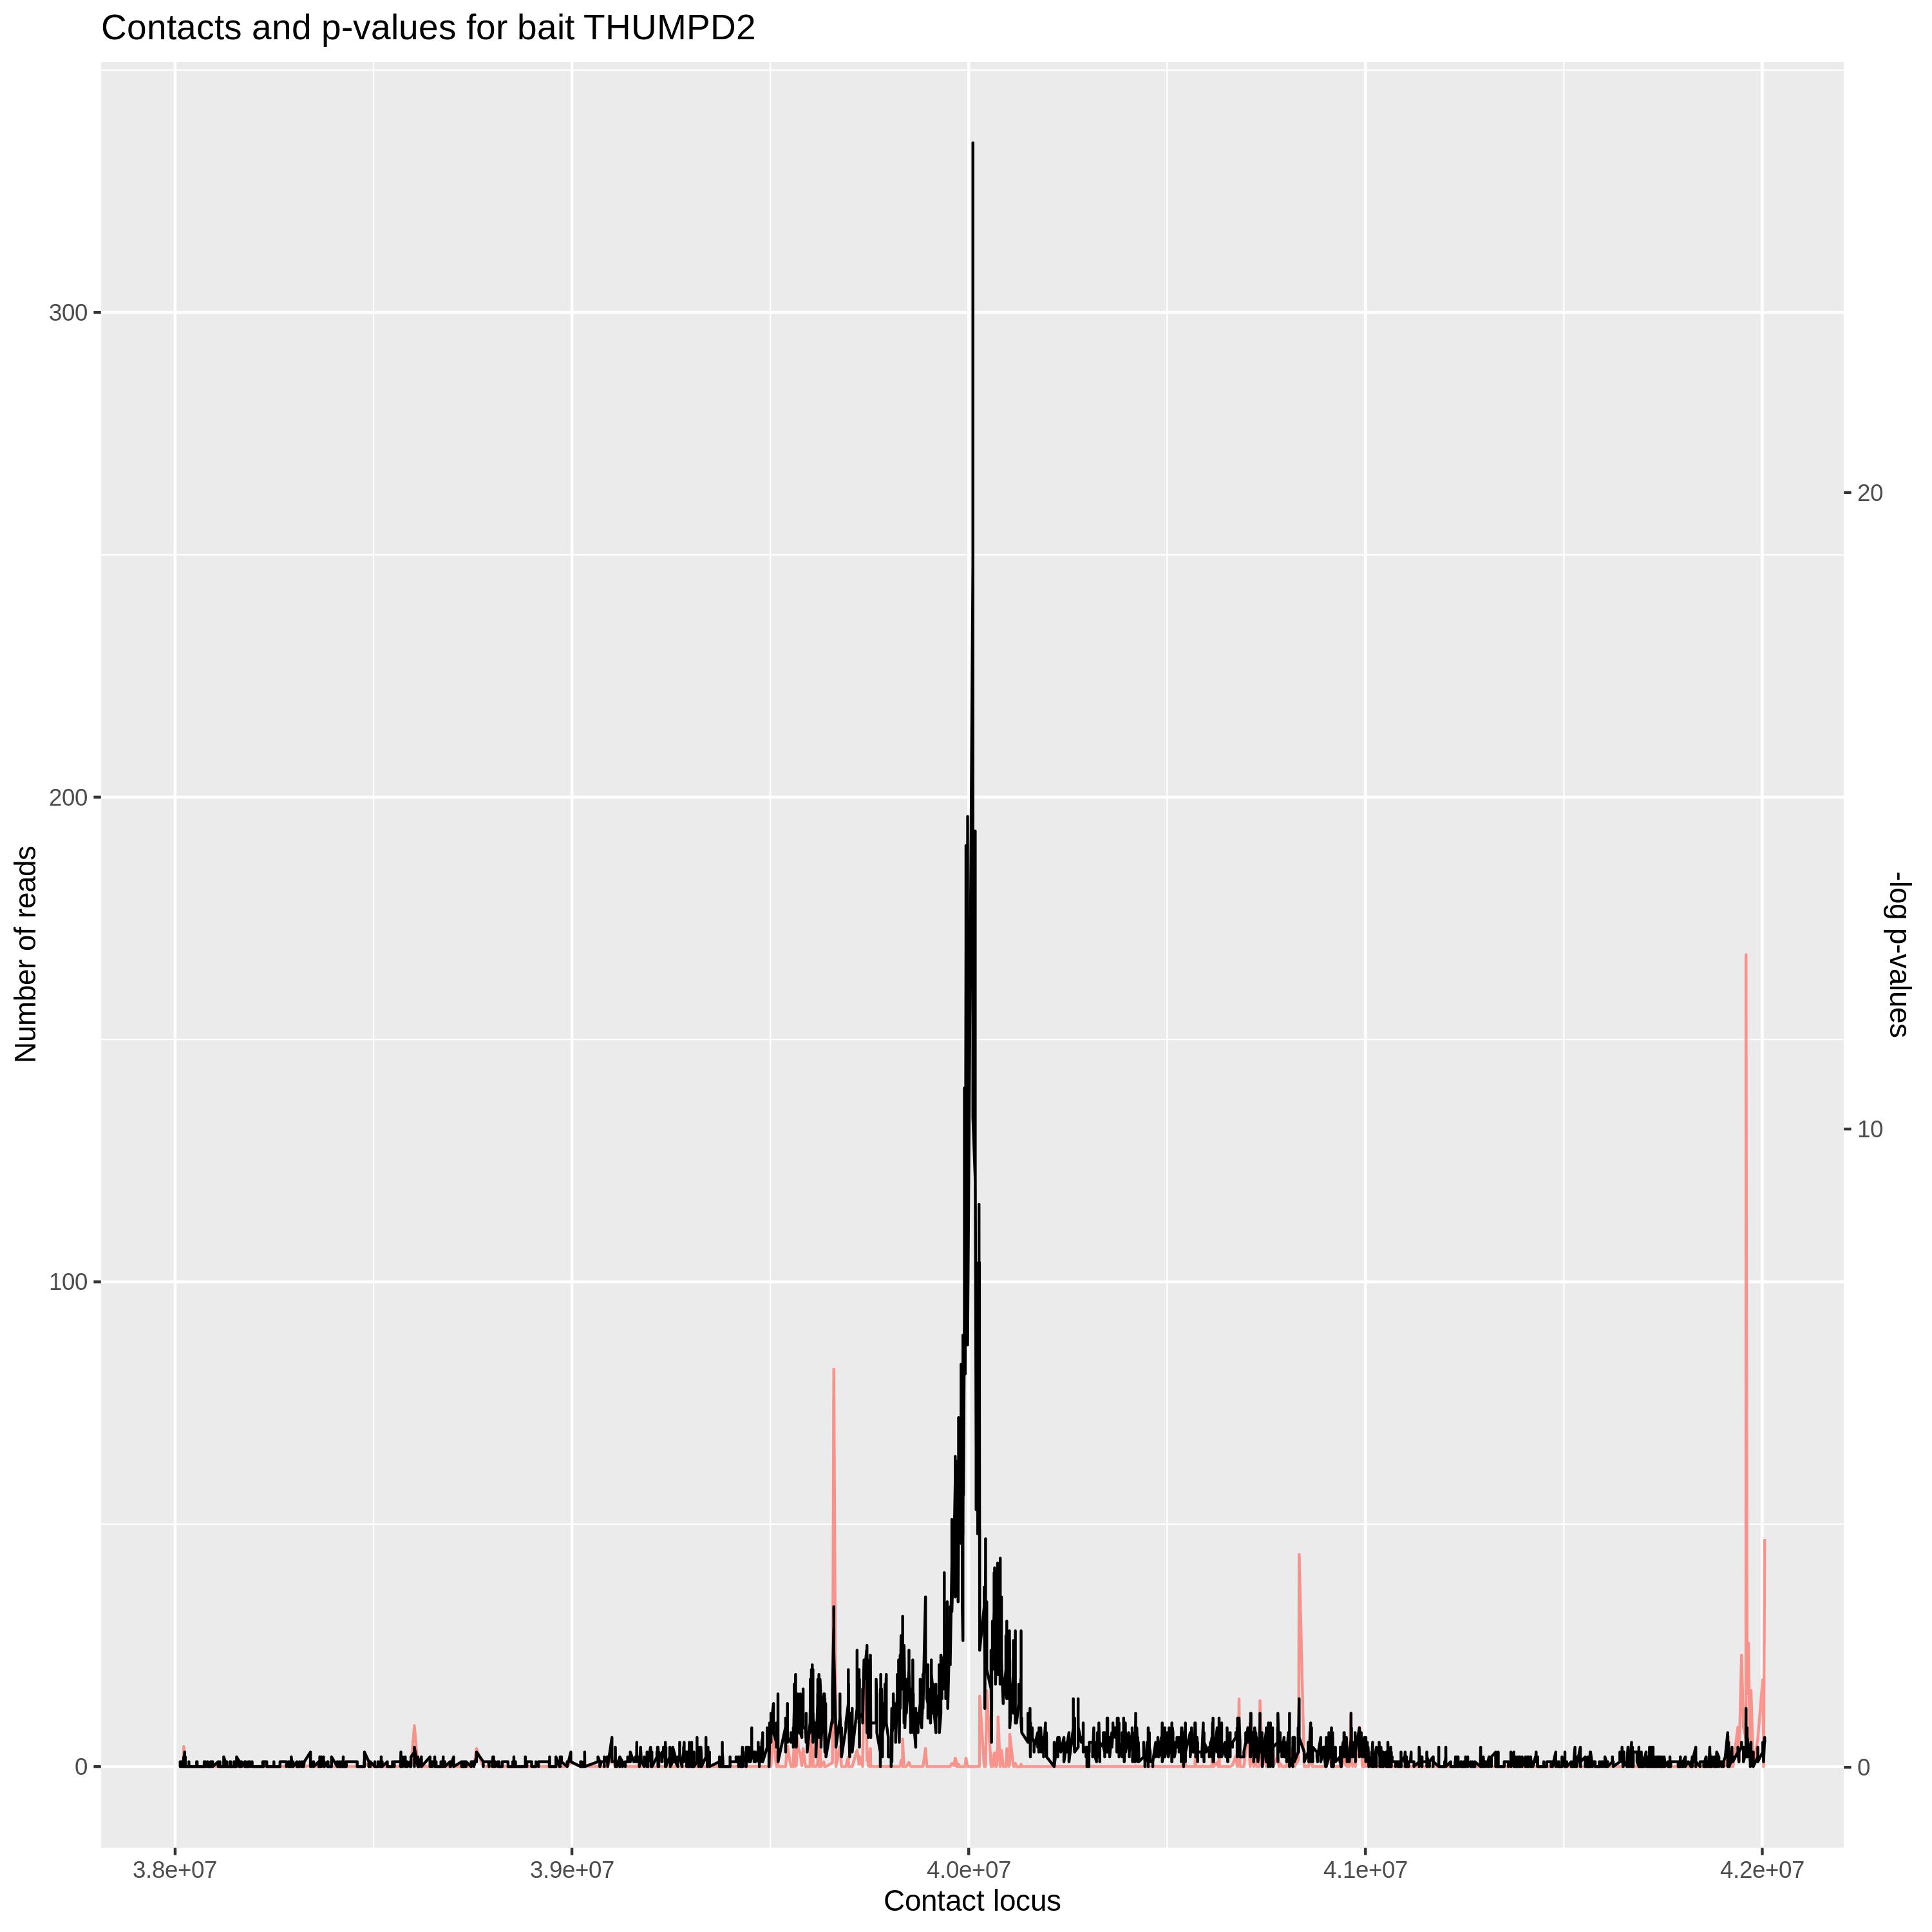 Contacts and p-values for bait THUMPD2
300
200
100
0
Number of reads
20
10
0
-log p-values
3.8e+07 3.9e+07 4.0e+07 4.1e+07 4.2e+07
Contact locus